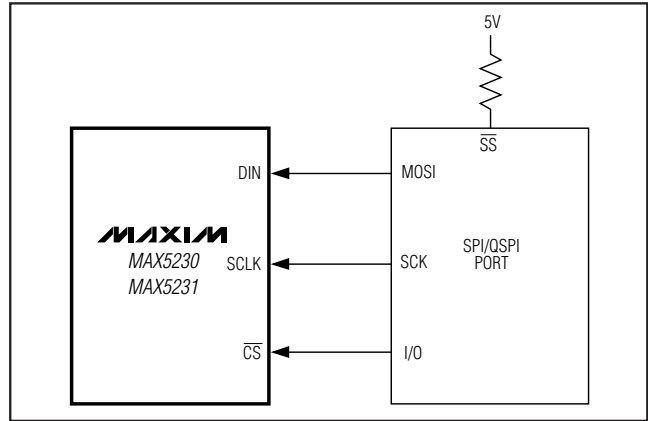 5V
SS
DIN
MOSI
MAXIM
MAX5230
MAX5231
SCLK
SCK
SPI/QSPI
PORT
CS
I/O